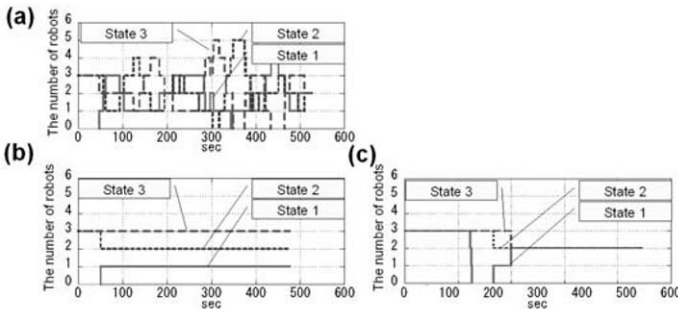 (a)
The number of robots
6
5
4
3
2
1
0
State 3
State 2
State 1
0 100 200 300 400 500 600
sec
(b)
The number of robots
6
5
4
3
2
1
0
State 3
State 2
State 1
0 100 200 300 400 500 600
sec
(c)
The number of robots
6
5
4
3
2
1
0
State 3
State 2
State 1
0 100 200 300 400 500 600
sec